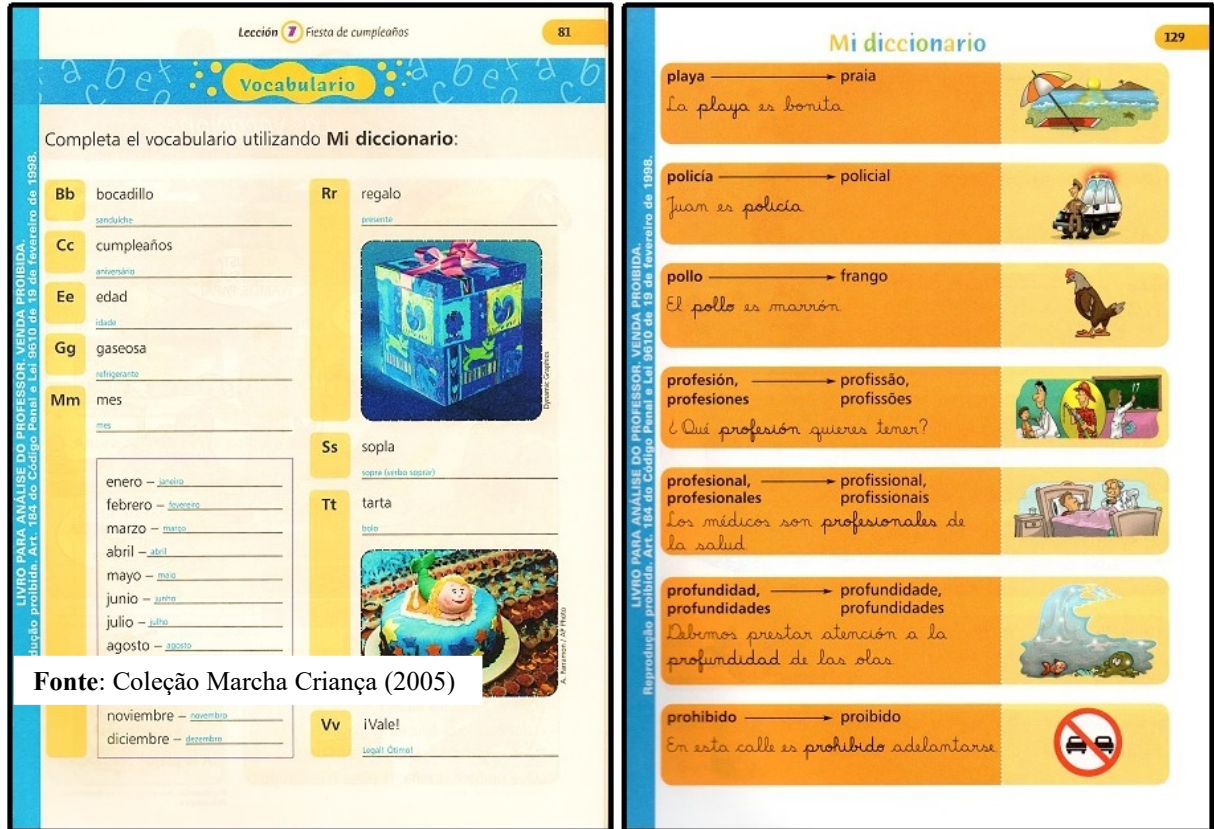 Lección 7 Fiesta de cumpleaños
81
Vocabulario
Completa el vocabulario utilizando Mi diccionario:
LIVRO PARA ANÁLISE DO PROFESSOR. VENDA PROIBIDA.
Reprodução proibida. Art. 184 do Código Penal e Lei 9610 de 19 de fevereiro de 1998.
Bb bocadillo
sanduíche
Cc cumpleaños
aniversário
Ee edad
idade
Gg gaseosa
refrigerante
Mm mes
mes
enero – janeiro
febrero – fevereiro
marzo – março
abril – abril
mayo – maio
junio – junho
julio – julho
agosto – agosto
noviembre – novembro
diciembre – dezembro
Rr regalo
presente
Dynamic Graphics
Ss sopla
sopra (verbo soprar)
Tt tarta
bolo
A. Parramon / AP Photo
Vv ¡Vale!
Legal! Ótimo!
Fonte: Coleção Marcha Criança (2005)
Mi diccionario
129
LIVRO PARA ANÁLISE DO PROFESSOR. VENDA PROIBIDA.
Reprodução proibida. Art. 184 do Código Penal e Lei 9610 de 19 de fevereiro de 1998.
playa praia
La playa es bonita
policía policial
Juan es policía
pollo frango
El pollo es marrón
profesión, profissão,
profesiones profissões
¿Qué profesión quieres tener?
profesional, profissional,
profesionales profissionais
Los médicos son profesionales de
la salud
profundidad, profundidade,
profundidades profundidades
Debemos prestar atención a la
profundidad de las olas
prohibido proibido
En esta calle es prohibido adelantarse